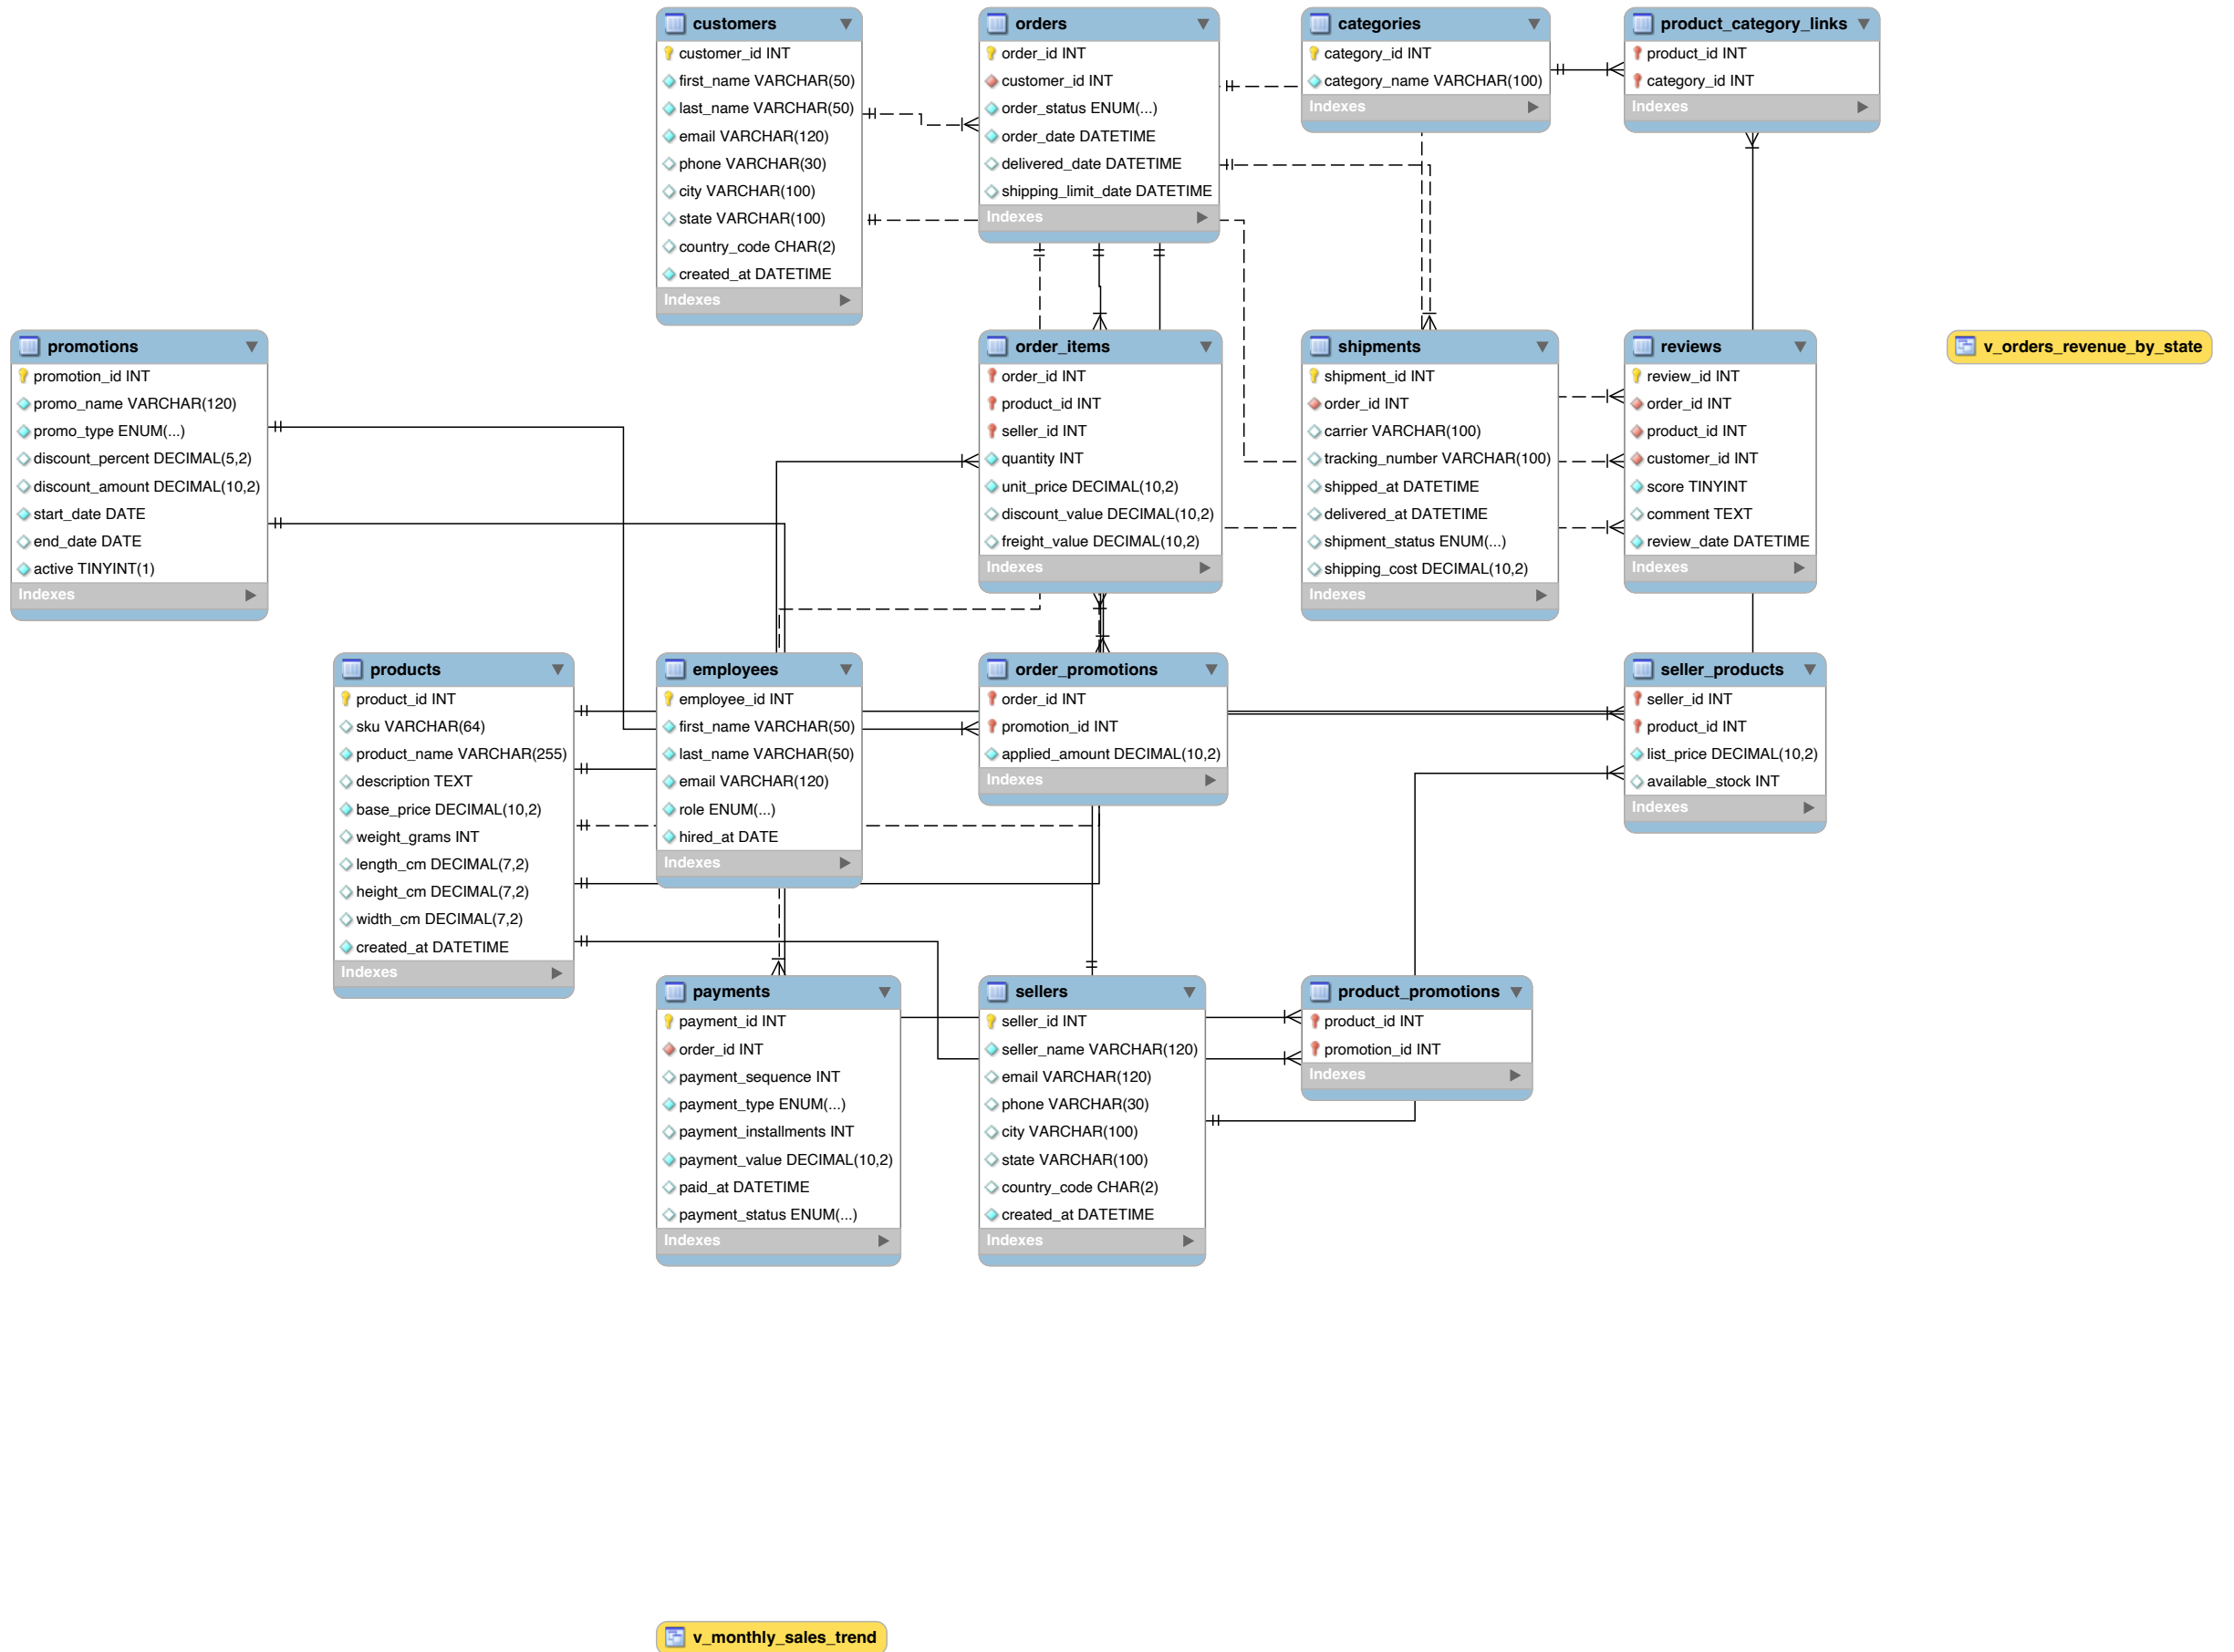 customers
customer_id INT
first_name VARCHAR(50)
last_name VARCHAR(50)
email VARCHAR(120)
phone VARCHAR(30)
city VARCHAR(100)
state VARCHAR(100)
country_code CHAR(2)
created_at DATETIME
Indexes
orders
order_id INT
customer_id INT
order_status ENUM(...)
order_date DATETIME
delivered_date DATETIME
shipping_limit_date DATETIME
Indexes
categories
category_id INT
category_name VARCHAR(100)
Indexes
product_category_links
product_id INT
category_id INT
Indexes
promotions
promotion_id INT
promo_name VARCHAR(120)
promo_type ENUM(...)
discount_percent DECIMAL(5,2)
discount_amount DECIMAL(10,2)
start_date DATE
end_date DATE
active TINYINT(1)
Indexes
order_items
order_id INT
product_id INT
seller_id INT
quantity INT
unit_price DECIMAL(10,2)
discount_value DECIMAL(10,2)
freight_value DECIMAL(10,2)
Indexes
shipments
shipment_id INT
order_id INT
carrier VARCHAR(100)
tracking_number VARCHAR(100)
shipped_at DATETIME
delivered_at DATETIME
shipment_status ENUM(...)
shipping_cost DECIMAL(10,2)
Indexes
reviews
review_id INT
order_id INT
product_id INT
customer_id INT
score TINYINT
comment TEXT
review_date DATETIME
Indexes
v_orders_revenue_by_state
products
product_id INT
sku VARCHAR(64)
product_name VARCHAR(255)
description TEXT
base_price DECIMAL(10,2)
weight_grams INT
length_cm DECIMAL(7,2)
height_cm DECIMAL(7,2)
width_cm DECIMAL(7,2)
created_at DATETIME
Indexes
employees
employee_id INT
first_name VARCHAR(50)
last_name VARCHAR(50)
email VARCHAR(120)
role ENUM(...)
hired_at DATE
Indexes
order_promotions
order_id INT
promotion_id INT
applied_amount DECIMAL(10,2)
Indexes
seller_products
seller_id INT
product_id INT
list_price DECIMAL(10,2)
available_stock INT
Indexes
payments
payment_id INT
order_id INT
payment_sequence INT
payment_type ENUM(...)
payment_installments INT
payment_value DECIMAL(10,2)
paid_at DATETIME
payment_status ENUM(...)
Indexes
sellers
seller_id INT
seller_name VARCHAR(120)
email VARCHAR(120)
phone VARCHAR(30)
city VARCHAR(100)
state VARCHAR(100)
country_code CHAR(2)
created_at DATETIME
Indexes
product_promotions
product_id INT
promotion_id INT
Indexes
v_monthly_sales_trend